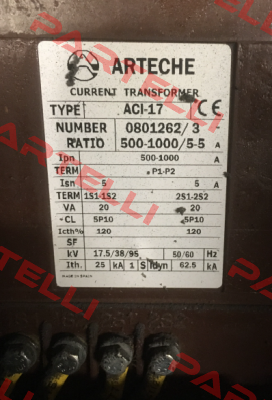 ARTECHE
CURRENT TRANSFORMER
TYPE ACI-17 CE
NUMBER 0801262/3
RATIO 500-1000/5-5 A
Ipn 500-1000 A
TERM P1-P2
Isn 5 5 A
TERM 1S1-1S2 2S1-2S2
VA 20 20
CL 5P10 5P10
Icth% 120 120
SF
kV 17.5/38/95 50/60 Hz
Ith. 25 kA 1 S Idyn 62.5 kA
MADE IN SPAIN
PARTELLI
PARTELLI
PARTELLI
PARTELLI